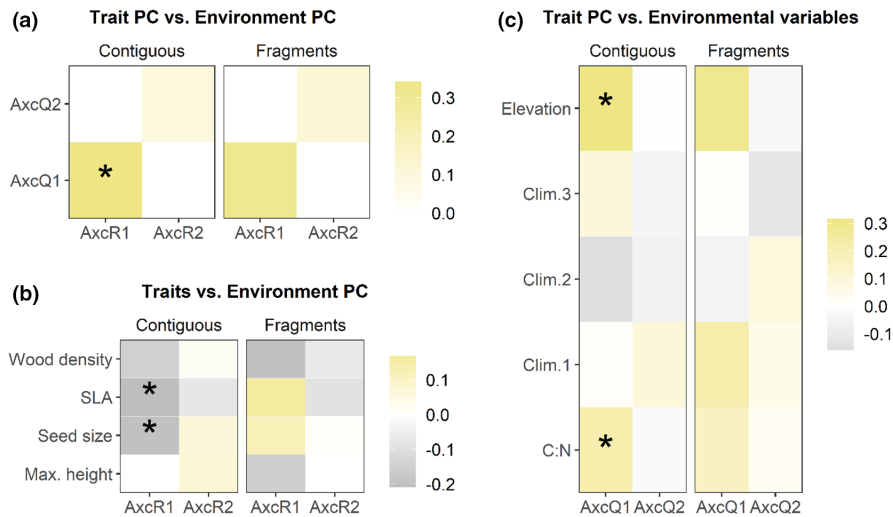 (a) Trait PC vs. Environment PC
Contiguous Fragments
AxcQ2
AxcQ1
*
AxcR1 AxcR2 AxcR1 AxcR2
0.3
0.2
0.1
0.0
(b) Traits vs. Environment PC
Contiguous Fragments
Wood density
SLA *
Seed size *
Max. height
AxcR1 AxcR2 AxcR1 AxcR2
0.1
0.0
-0.1
-0.2
(c) Trait PC vs. Environmental variables
Contiguous Fragments
Elevation *
Clim.3
Clim.2
Clim.1
C:N *
AxcQ1 AxcQ2 AxcQ1 AxcQ2
0.3
0.2
0.1
0.0
-0.1